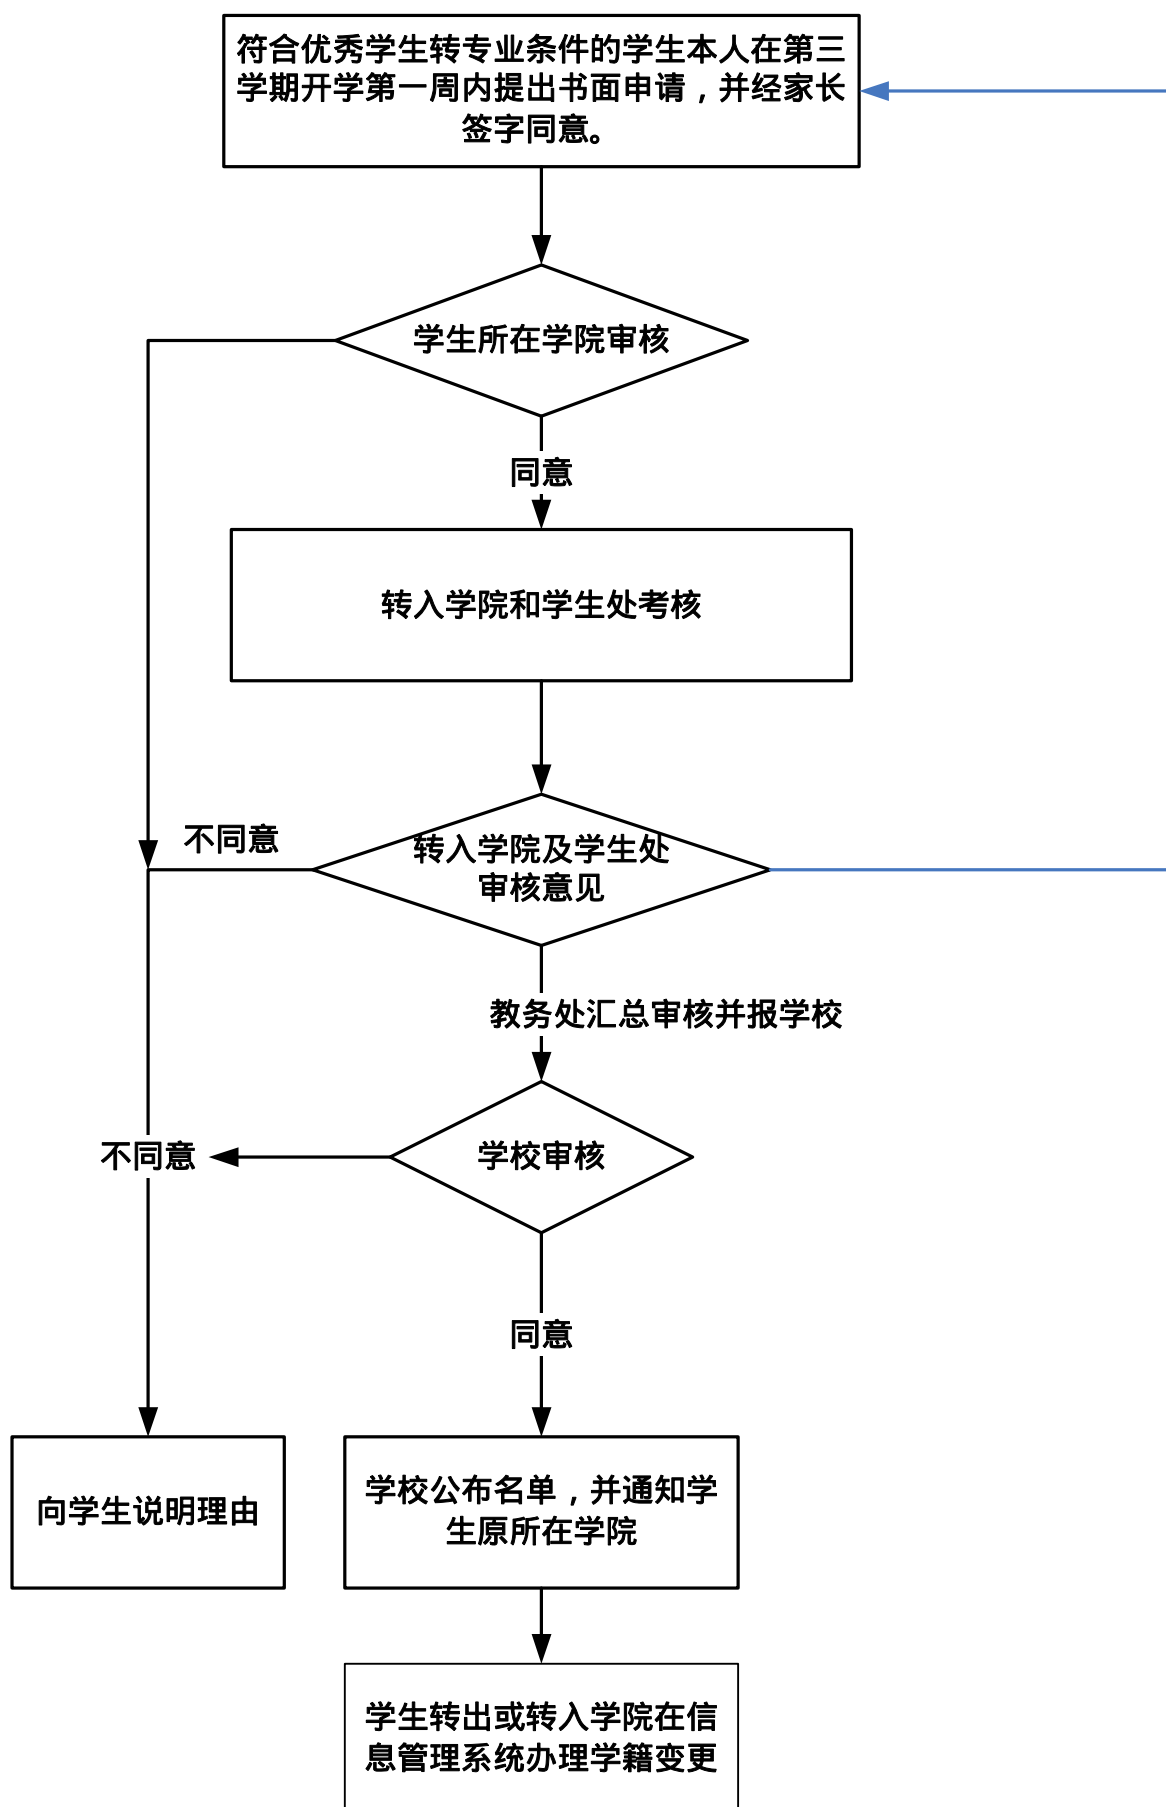 符合优秀学生转专业条件的学生本人在第三
学期开学第一周内提出书面申请，并经家长
签字同意。
学生所在学院审核
同意
转入学院和学生处考核
不同意
转入学院及学生处
审核意见
教务处汇总审核并报学校
不同意
学校审核
同意
向学生说明理由
学校公布名单，并通知学
生原所在学院
学生转出或转入学院在信
息管理系统办理学籍变更